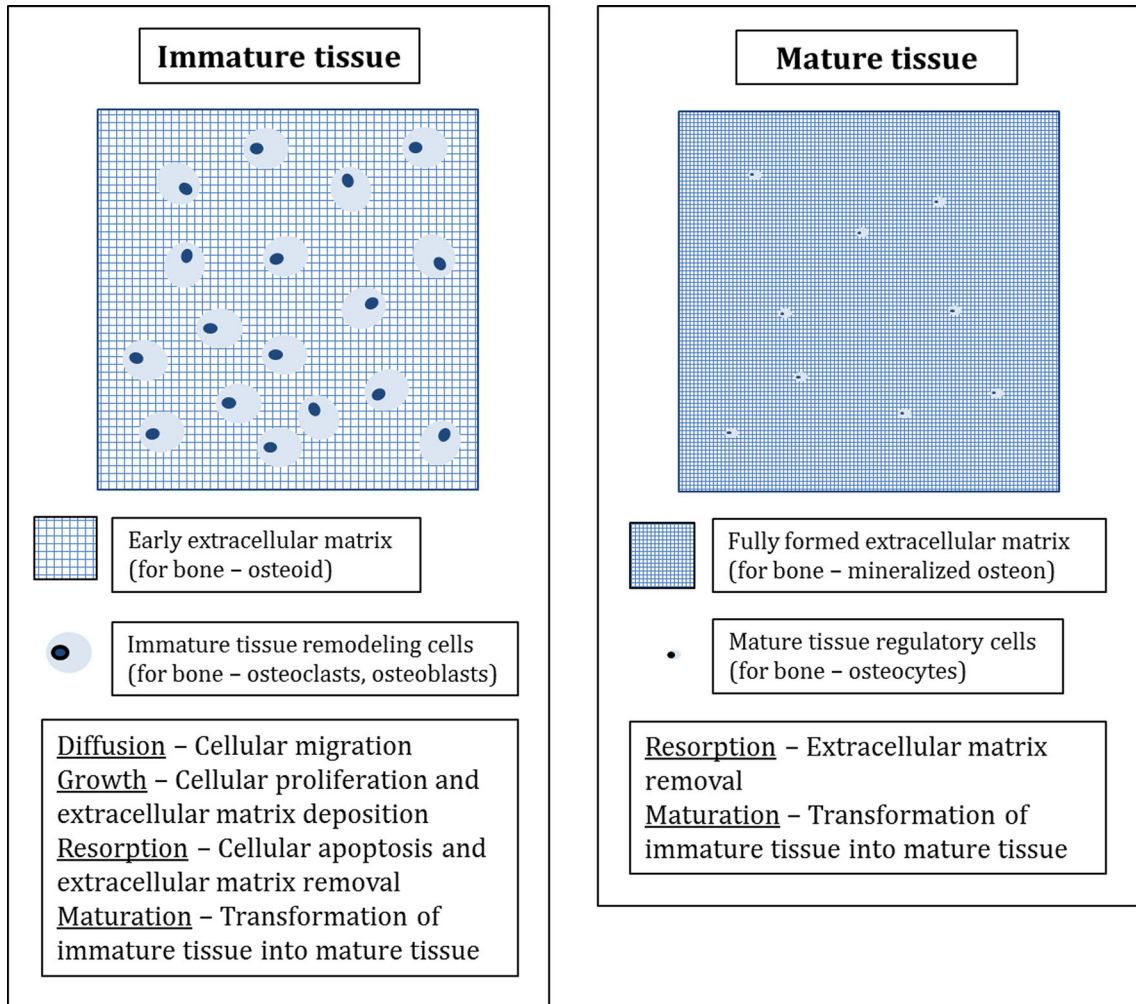 Immature tissue
Early extracellular matrix
(for bone – osteoid)
Immature tissue remodeling cells
(for bone – osteoclasts, osteoblasts)
Diffusion – Cellular migration
Growth – Cellular proliferation and
extracellular matrix deposition
Resorption – Cellular apoptosis and
extracellular matrix removal
Maturation – Transformation of
immature tissue into mature tissue
Mature tissue
Fully formed extracellular matrix
(for bone – mineralized osteon)
Mature tissue regulatory cells
(for bone – osteocytes)
Resorption – Extracellular matrix
removal
Maturation – Transformation of
immature tissue into mature tissue